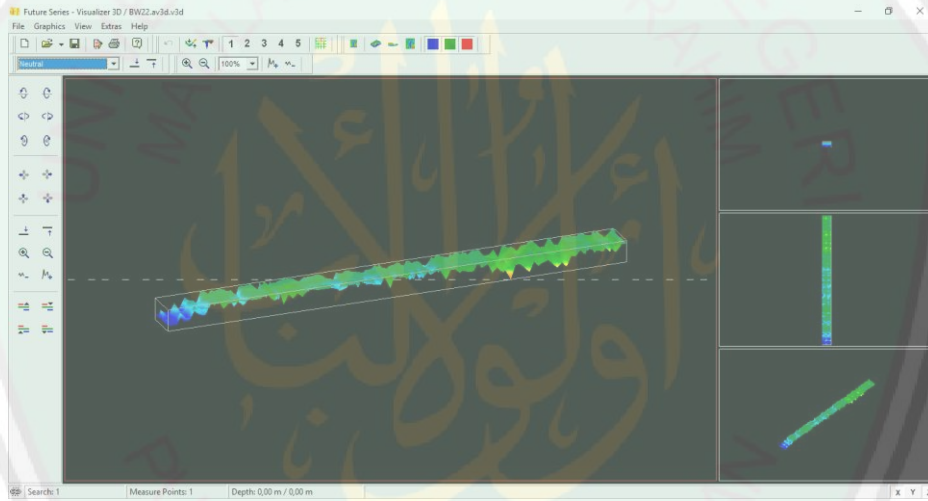 Future Series - Visualizer 3D / BW22.av3d.v3d
File Graphics View Extras Help
1 2 3 4 5
Neutral 100%
Search: 1 Measure Points: 1 Depth: 0,00 m / 0,00 m X Y